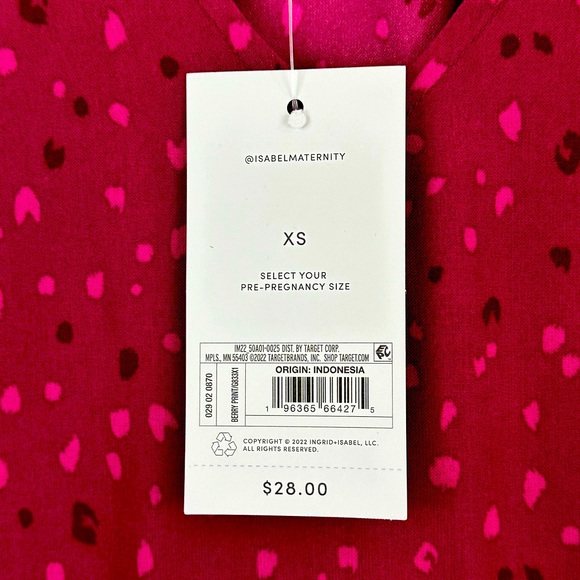 @ISABELMATERNITY
XS
SELECT YOUR
PRE-PREGNANCY SIZE
IM22_50A01-0025 DIST. BY TARGET CORP.
MPLS., MN 55403 ©2022 TARGETBRANDS, INC. SHOP TARGET.COM
029 02 0870
BERRY PRINT/G833X1
ORIGIN: INDONESIA
1 96365 66427 5
COPYRIGHT © 2022 INGRID+ISABEL, LLC.
ALL RIGHTS RESERVED.
$28.00